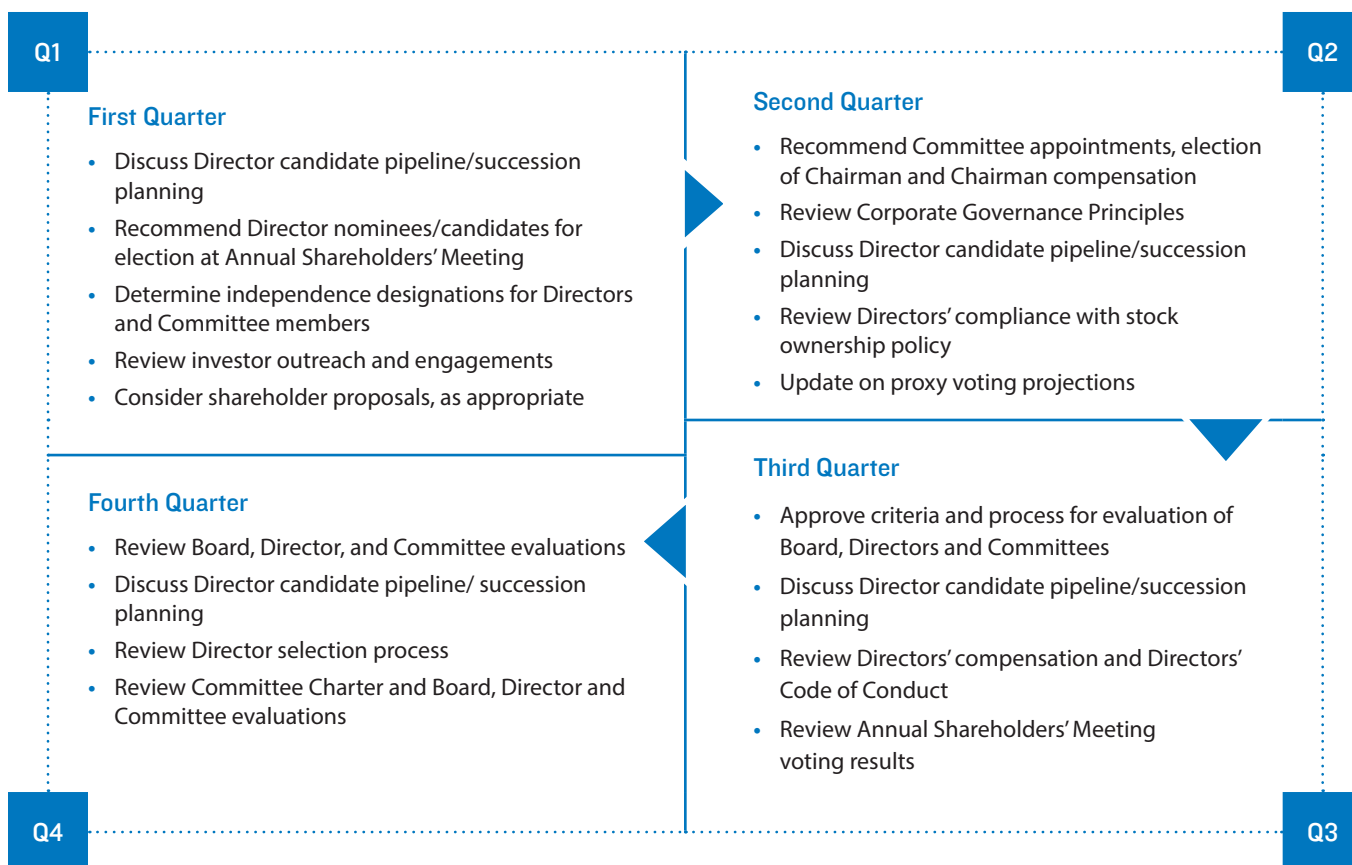 Q1
First Quarter
• Discuss Director candidate pipeline/succession
planning
• Recommend Director nominees/candidates for
election at Annual Shareholders’ Meeting
• Determine independence designations for Directors
and Committee members
• Review investor outreach and engagements
• Consider shareholder proposals, as appropriate
Q2
Second Quarter
• Recommend Committee appointments, election
of Chairman and Chairman compensation
• Review Corporate Governance Principles
• Discuss Director candidate pipeline/succession
planning
• Review Directors’ compliance with stock
ownership policy
• Update on proxy voting projections
Third Quarter
• Approve criteria and process for evaluation of
Board, Directors and Committees
• Discuss Director candidate pipeline/succession
planning
• Review Directors’ compensation and Directors’
Code of Conduct
• Review Annual Shareholders’ Meeting
voting results
Q3
Fourth Quarter
• Review Board, Director, and Committee evaluations
• Discuss Director candidate pipeline/ succession
planning
• Review Director selection process
• Review Committee Charter and Board, Director and
Committee evaluations
Q4